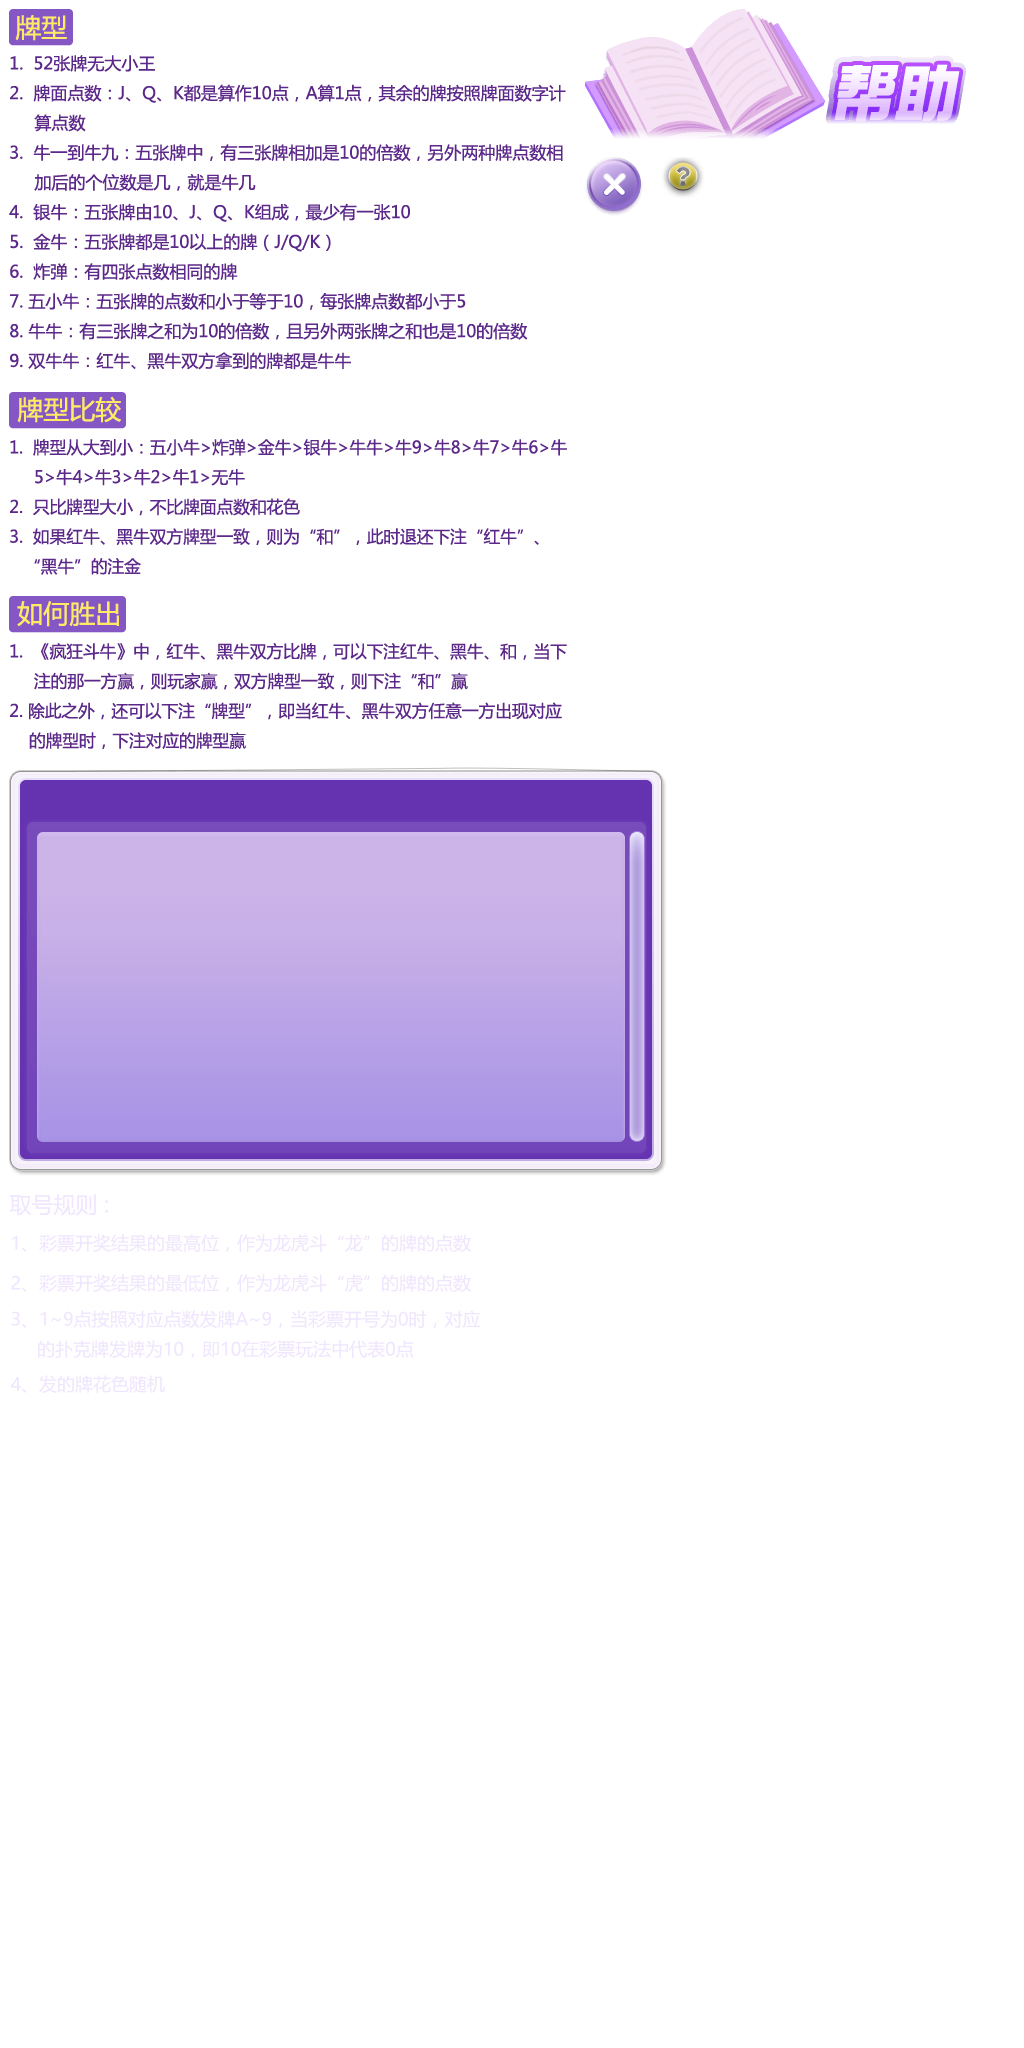 牌型
1. 52张牌无大小王
2. 牌面点数：J、Q、K都是算作10点，A算1点，其余的牌按照牌面数字计
算点数
3. 牛一到牛九：五张牌中，有三张牌相加是10的倍数，另外两种牌点数相
加后的个位数是几，就是牛几
4. 银牛：五张牌由10、J、Q、K组成，最少有一张10
5. 金牛：五张牌都是10以上的牌（J/Q/K）
6. 炸弹：有四张点数相同的牌
7. 五小牛：五张牌的点数和小于等于10，每张牌点数都小于5
8. 牛牛：有三张牌之和为10的倍数，且另外两张牌之和也是10的倍数
9. 双牛牛：红牛、黑牛双方拿到的牌都是牛牛
帮助
?
牌型比较
1. 牌型从大到小：五小牛>炸弹>金牛>银牛>牛牛>牛9>牛8>牛7>牛6>牛
5>牛4>牛3>牛2>牛1>无牛
2. 只比牌型大小，不比牌面点数和花色
3. 如果红牛、黑牛双方牌型一致，则为“和”，此时退还下注“红牛”、
“黑牛”的注金
如何胜出
1. 《疯狂斗牛》中，红牛、黑牛双方比牌，可以下注红牛、黑牛、和，当下
注的那一方赢，则玩家赢，双方牌型一致，则下注“和”赢
2. 除此之外，还可以下注“牌型”，即当红牛、黑牛双方任意一方出现对应
的牌型时，下注对应的牌型赢
取号规则：
1、彩票开奖结果的最高位，作为龙虎斗“龙”的牌的点数
2、彩票开奖结果的最低位，作为龙虎斗“虎”的牌的点数
3、1~9点按照对应点数发牌A~9，当彩票开号为0时，对应
的扑克牌发牌为10，即10在彩票玩法中代表0点
4、发的牌花色随机